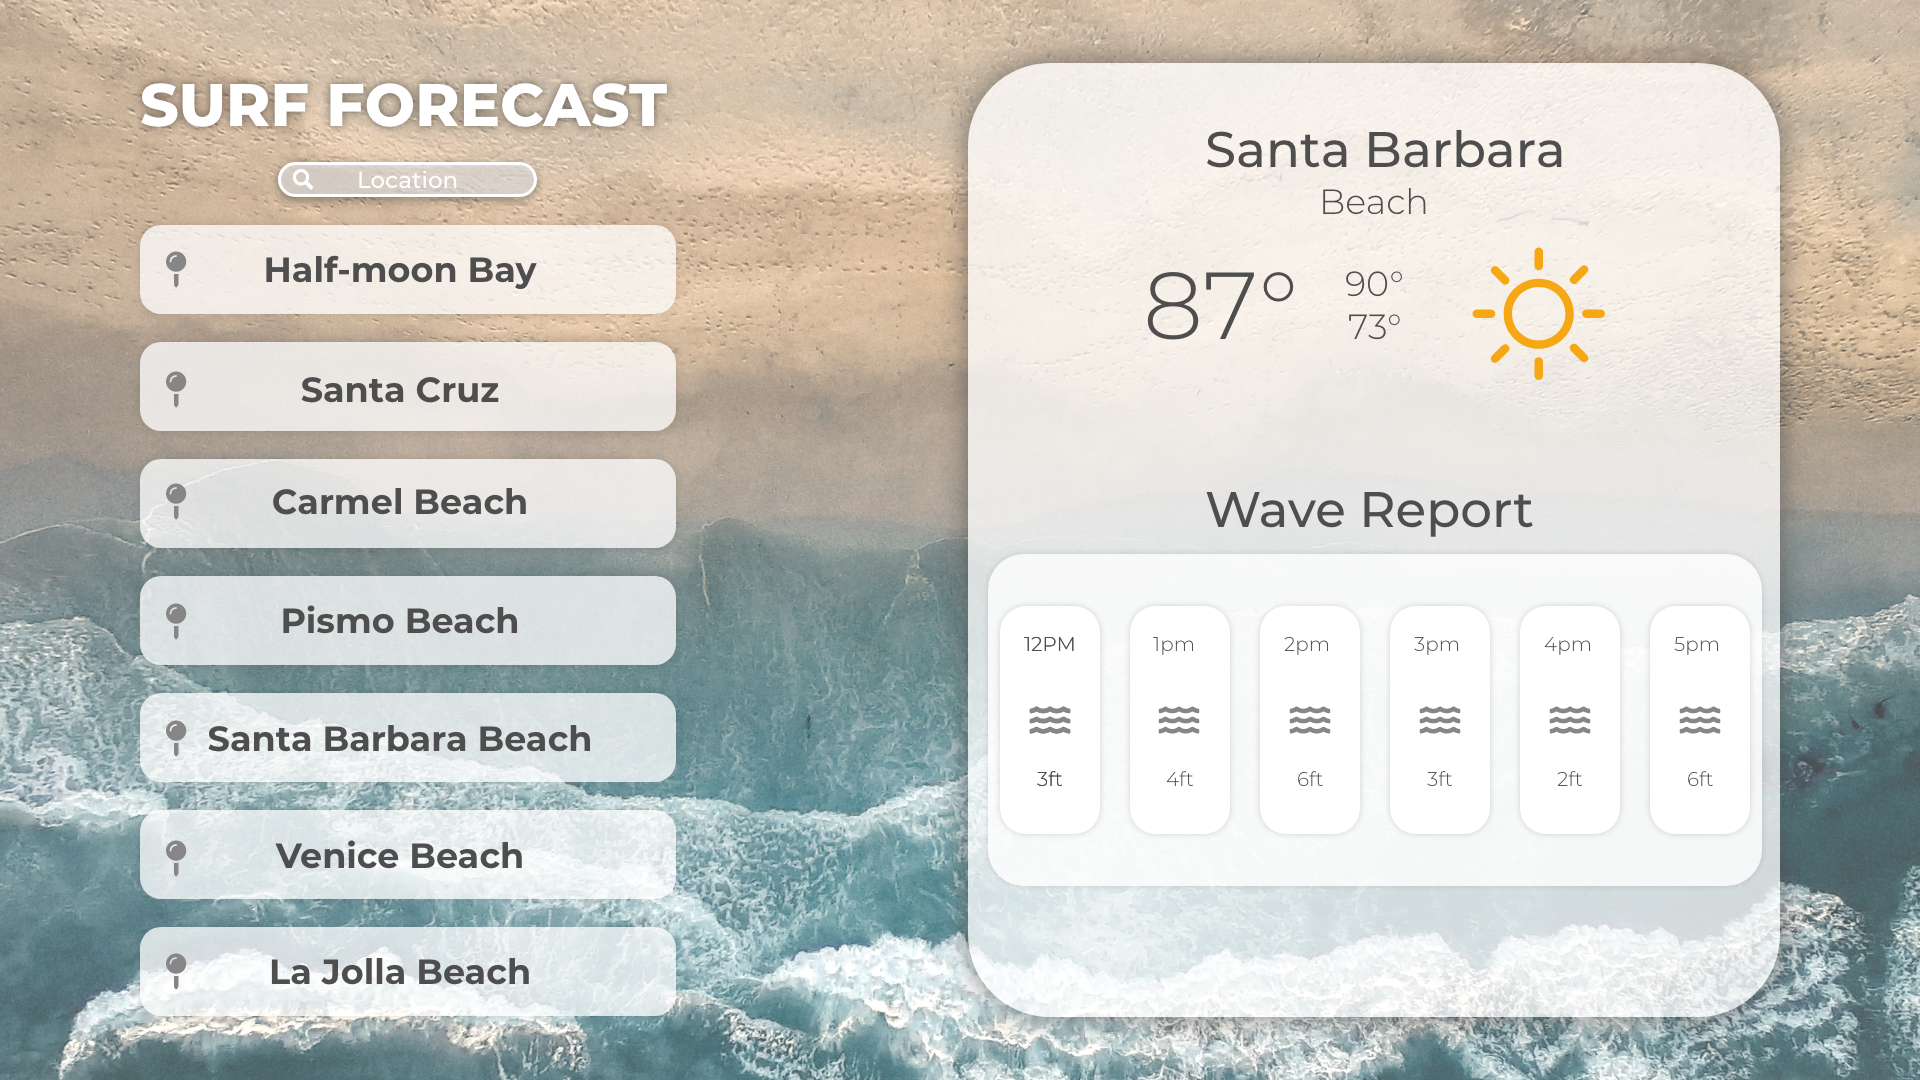 SURF FORECAST
Location
Half-moon Bay
Santa Cruz
Carmel Beach
Pismo Beach
Santa Barbara Beach
Venice Beach
La Jolla Beach
Santa Barbara
Beach
87°
90°
73°
Wave Report
12PM 1pm 2pm 3pm 4pm 5pm
3ft 4ft 6ft 3ft 2ft 6ft